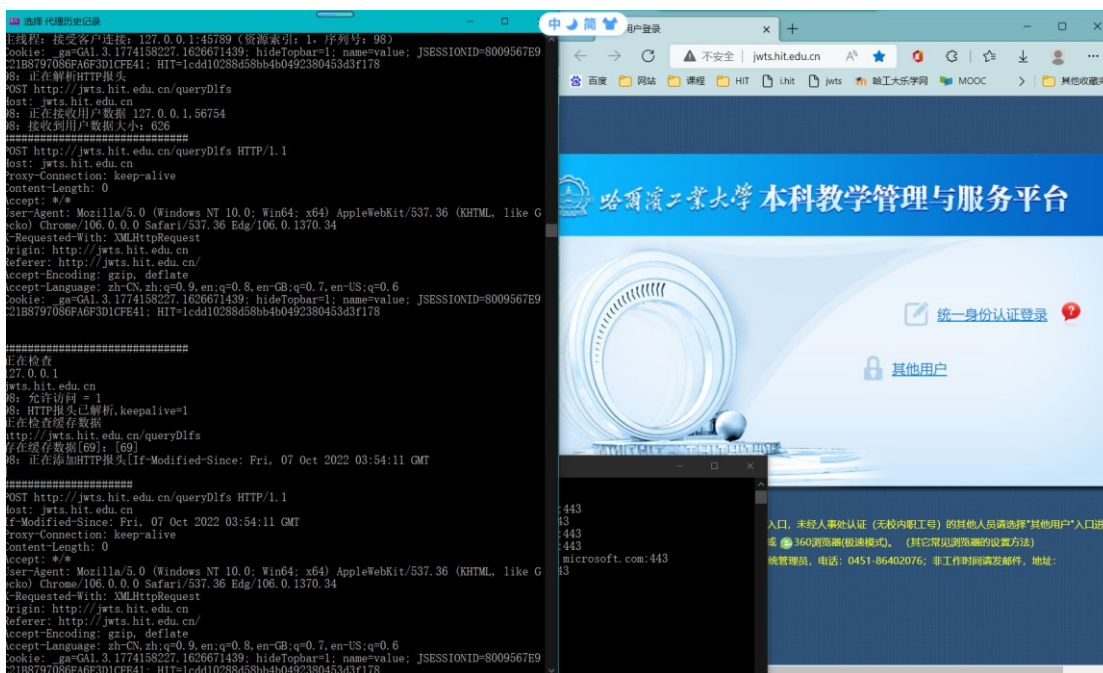 选择 代理历史记录
主线程: 接受客户连接: 127.0.0.1:45789 (资源索引: 1, 序列号: 98)
Cookie: _ga=GA1.3.1774158227.1626671439; hideTopbar=1; name=value; JSESSIONID=8009567E9
C21B8797086FA6F3D1CFE41; HIT=1cdd10288d58bb4b0492380453d3f178
98: 正在解析HTTP报头
POST http://jwts.hit.edu.cn/queryDlfs
Host: jwts.hit.edu.cn
98: 正在接收用户数据 127.0.0.1,56754
98: 接收到用户数据大小: 626
################################
POST http://jwts.hit.edu.cn/queryDlfs HTTP/1.1
Host: jwts.hit.edu.cn
Proxy-Connection: keep-alive
Content-Length: 0
Accept: */*
User-Agent: Mozilla/5.0 (Windows NT 10.0; Win64; x64) AppleWebKit/537.36 (KHTML, like G
ecko) Chrome/106.0.0.0 Safari/537.36 Edg/106.0.1370.34
X-Requested-With: XMLHttpRequest
Origin: http://jwts.hit.edu.cn
Referer: http://jwts.hit.edu.cn/
Accept-Encoding: gzip, deflate
Accept-Language: zh-CN,zh;q=0.9,en;q=0.8,en-GB;q=0.7,en-US;q=0.6
Cookie: _ga=GA1.3.1774158227.1626671439; hideTopbar=1; name=value; JSESSIONID=8009567E9
C21B8797086FA6F3D1CFE41; HIT=1cdd10288d58bb4b0492380453d3f178
################################
正在检查
127.0.0.1
jwts.hit.edu.cn
98: 允许访问 = 1
98: HTTP报头已解析,keepalive=1
正在检查缓存数据
http://jwts.hit.edu.cn/queryDlfs
存在缓存数据[69]: [69]
98: 正在添加HTTP报头[If-Modified-Since: Fri, 07 Oct 2022 03:54:11 GMT
######################
POST http://jwts.hit.edu.cn/queryDlfs HTTP/1.1
Host: jwts.hit.edu.cn
If-Modified-Since: Fri, 07 Oct 2022 03:54:11 GMT
Proxy-Connection: keep-alive
Content-Length: 0
Accept: */*
User-Agent: Mozilla/5.0 (Windows NT 10.0; Win64; x64) AppleWebKit/537.36 (KHTML, like G
ecko) Chrome/106.0.0.0 Safari/537.36 Edg/106.0.1370.34
X-Requested-With: XMLHttpRequest
Origin: http://jwts.hit.edu.cn
Referer: http://jwts.hit.edu.cn/
Accept-Encoding: gzip, deflate
Accept-Language: zh-CN,zh;q=0.9,en;q=0.8,en-GB;q=0.7,en-US;q=0.6
Cookie: _ga=GA1.3.1774158227.1626671439; hideTopbar=1; name=value; JSESSIONID=8009567E9
C21B8797086FA6F3D1CFE41; HIT=1cdd10288d58bb4b0492380453d3f178
中 简
用户登录
不安全 | jwts.hit.edu.cn
百度 网站 课程 HIT i.hit jwts 哈工大乐学网 MOOC 其他收藏夹
哈尔滨工业大学 本科教学管理与服务平台
统一身份认证登录
其他用户
:443
43
:443
:443
microsoft.com:443
43
入口, 未经人事处认证 (无校内职工号) 的其他人员请选择"其他用户"入口进
或 360浏览器(极速模式)。 (其它常见浏览器的设置方法)
统管理员, 电话: 0451-86402076; 非工作时间请发邮件, 地址: